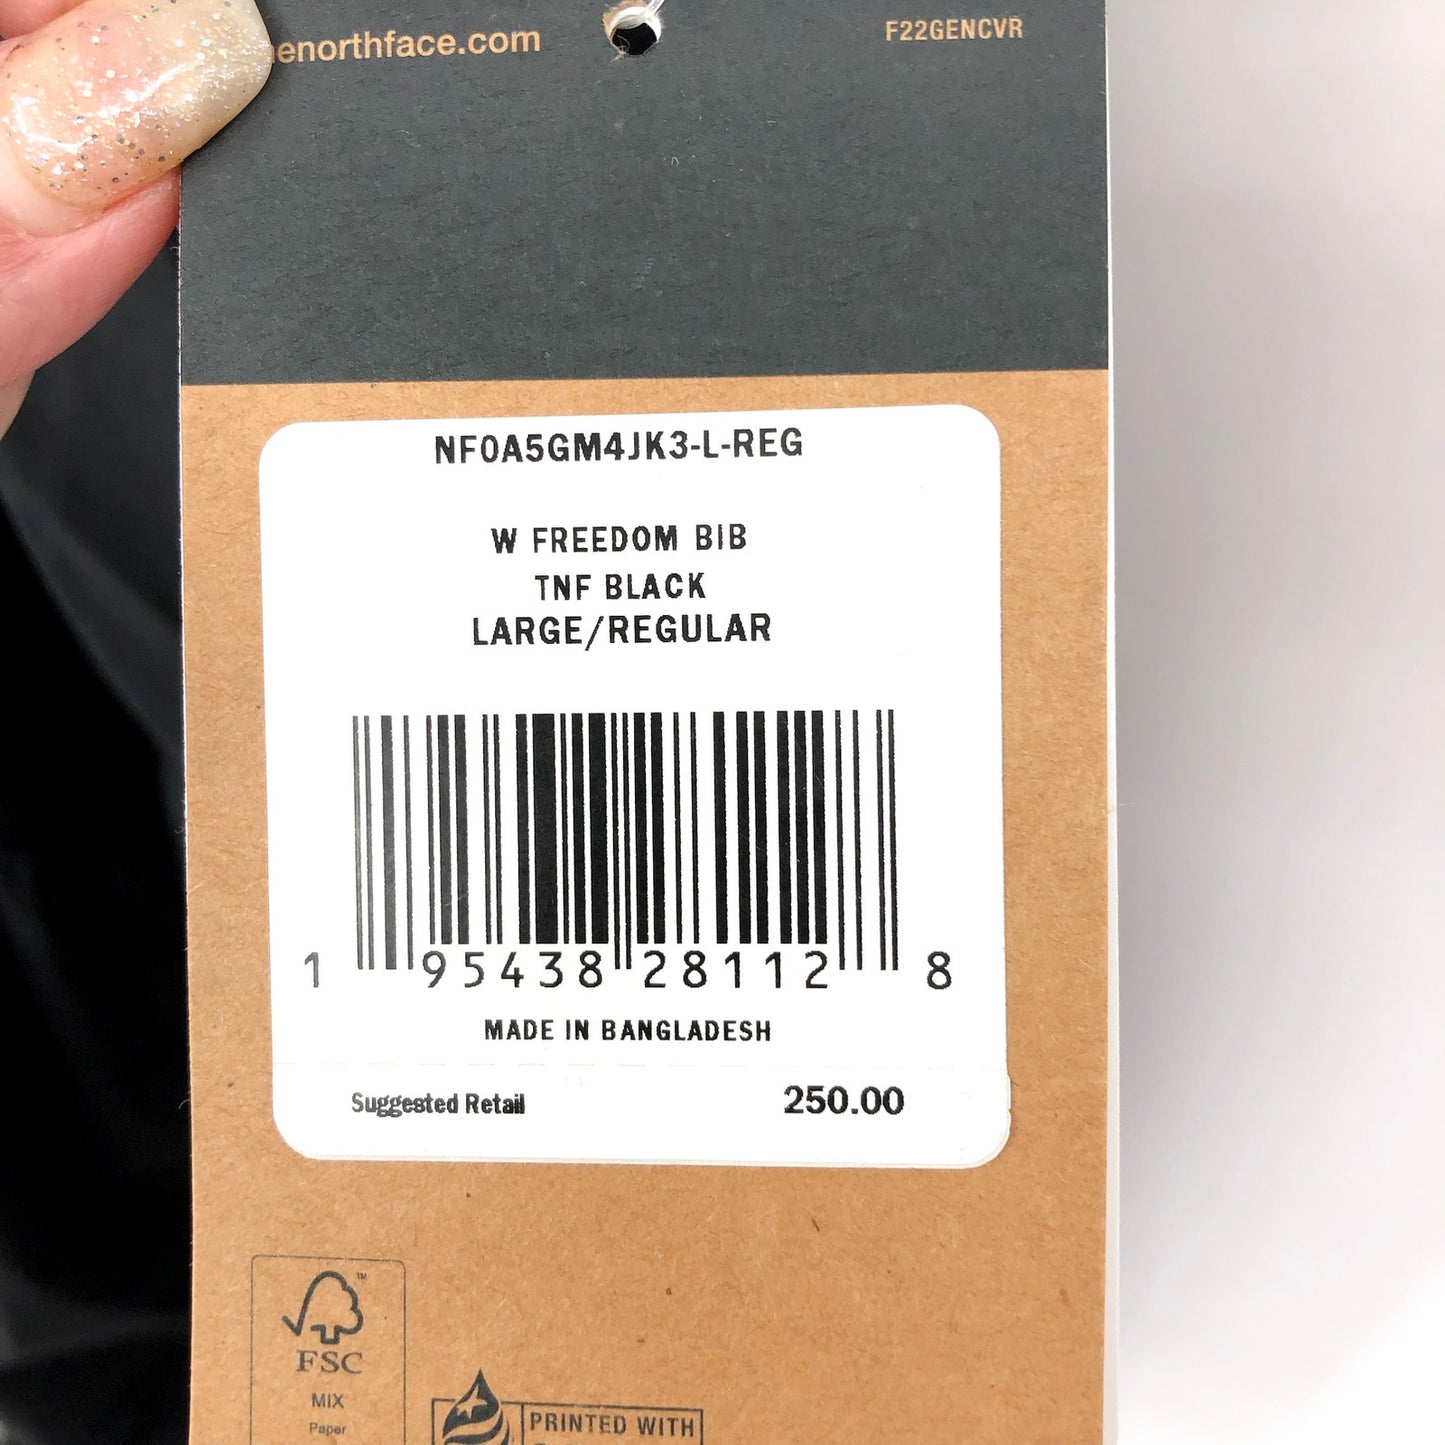 enorthface.com
F22GENCVR
NF0A5GM4JK3-L-REG
W FREEDOM BIB
TNF BLACK
LARGE/REGULAR
1 95438 28112 8
MADE IN BANGLADESH
Suggested Retail 250.00
TM
FSC
MIX
Paper
PRINTED WITH